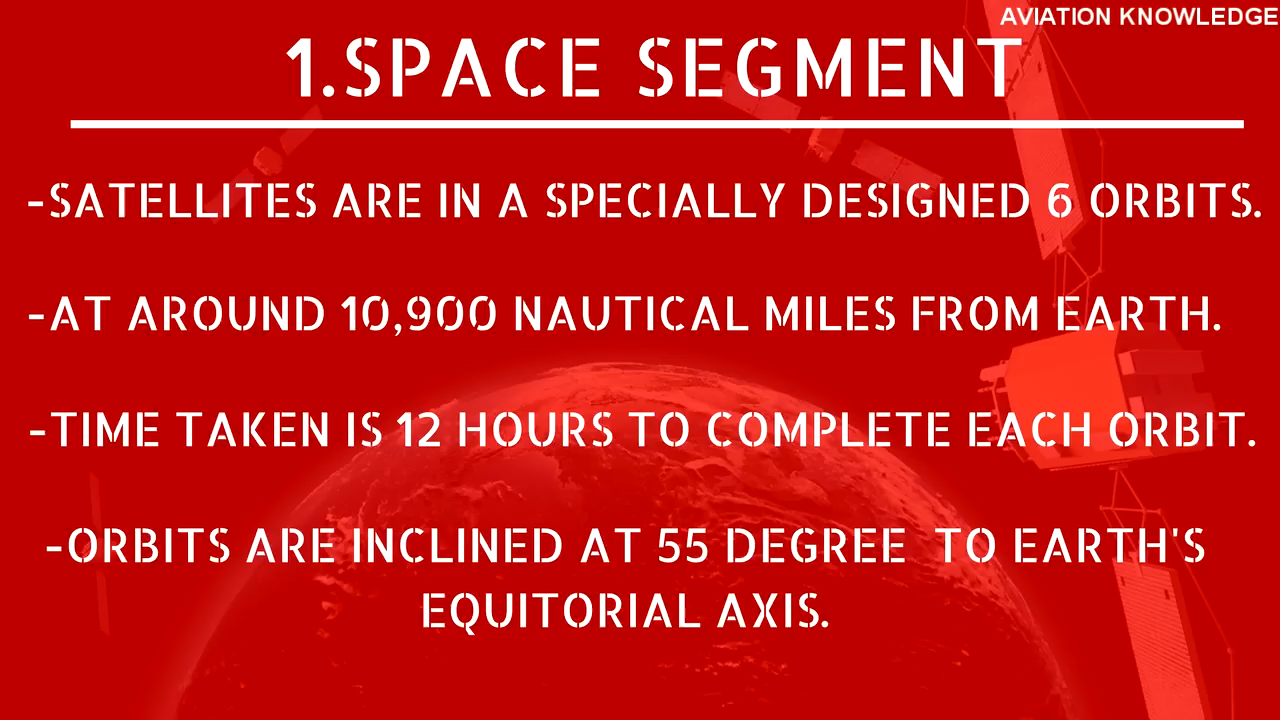 AVIATION KNOWLEDGE
1.SPACE SEGMENT
-SATELLITES ARE IN A SPECIALLY DESIGNED 6 ORBITS.
-AT AROUND 10,900 NAUTICAL MILES FROM EARTH.
-TIME TAKEN IS 12 HOURS TO COMPLETE EACH ORBIT.
-ORBITS ARE INCLINED AT 55 DEGREE TO EARTH'S
EQUITORIAL AXIS.